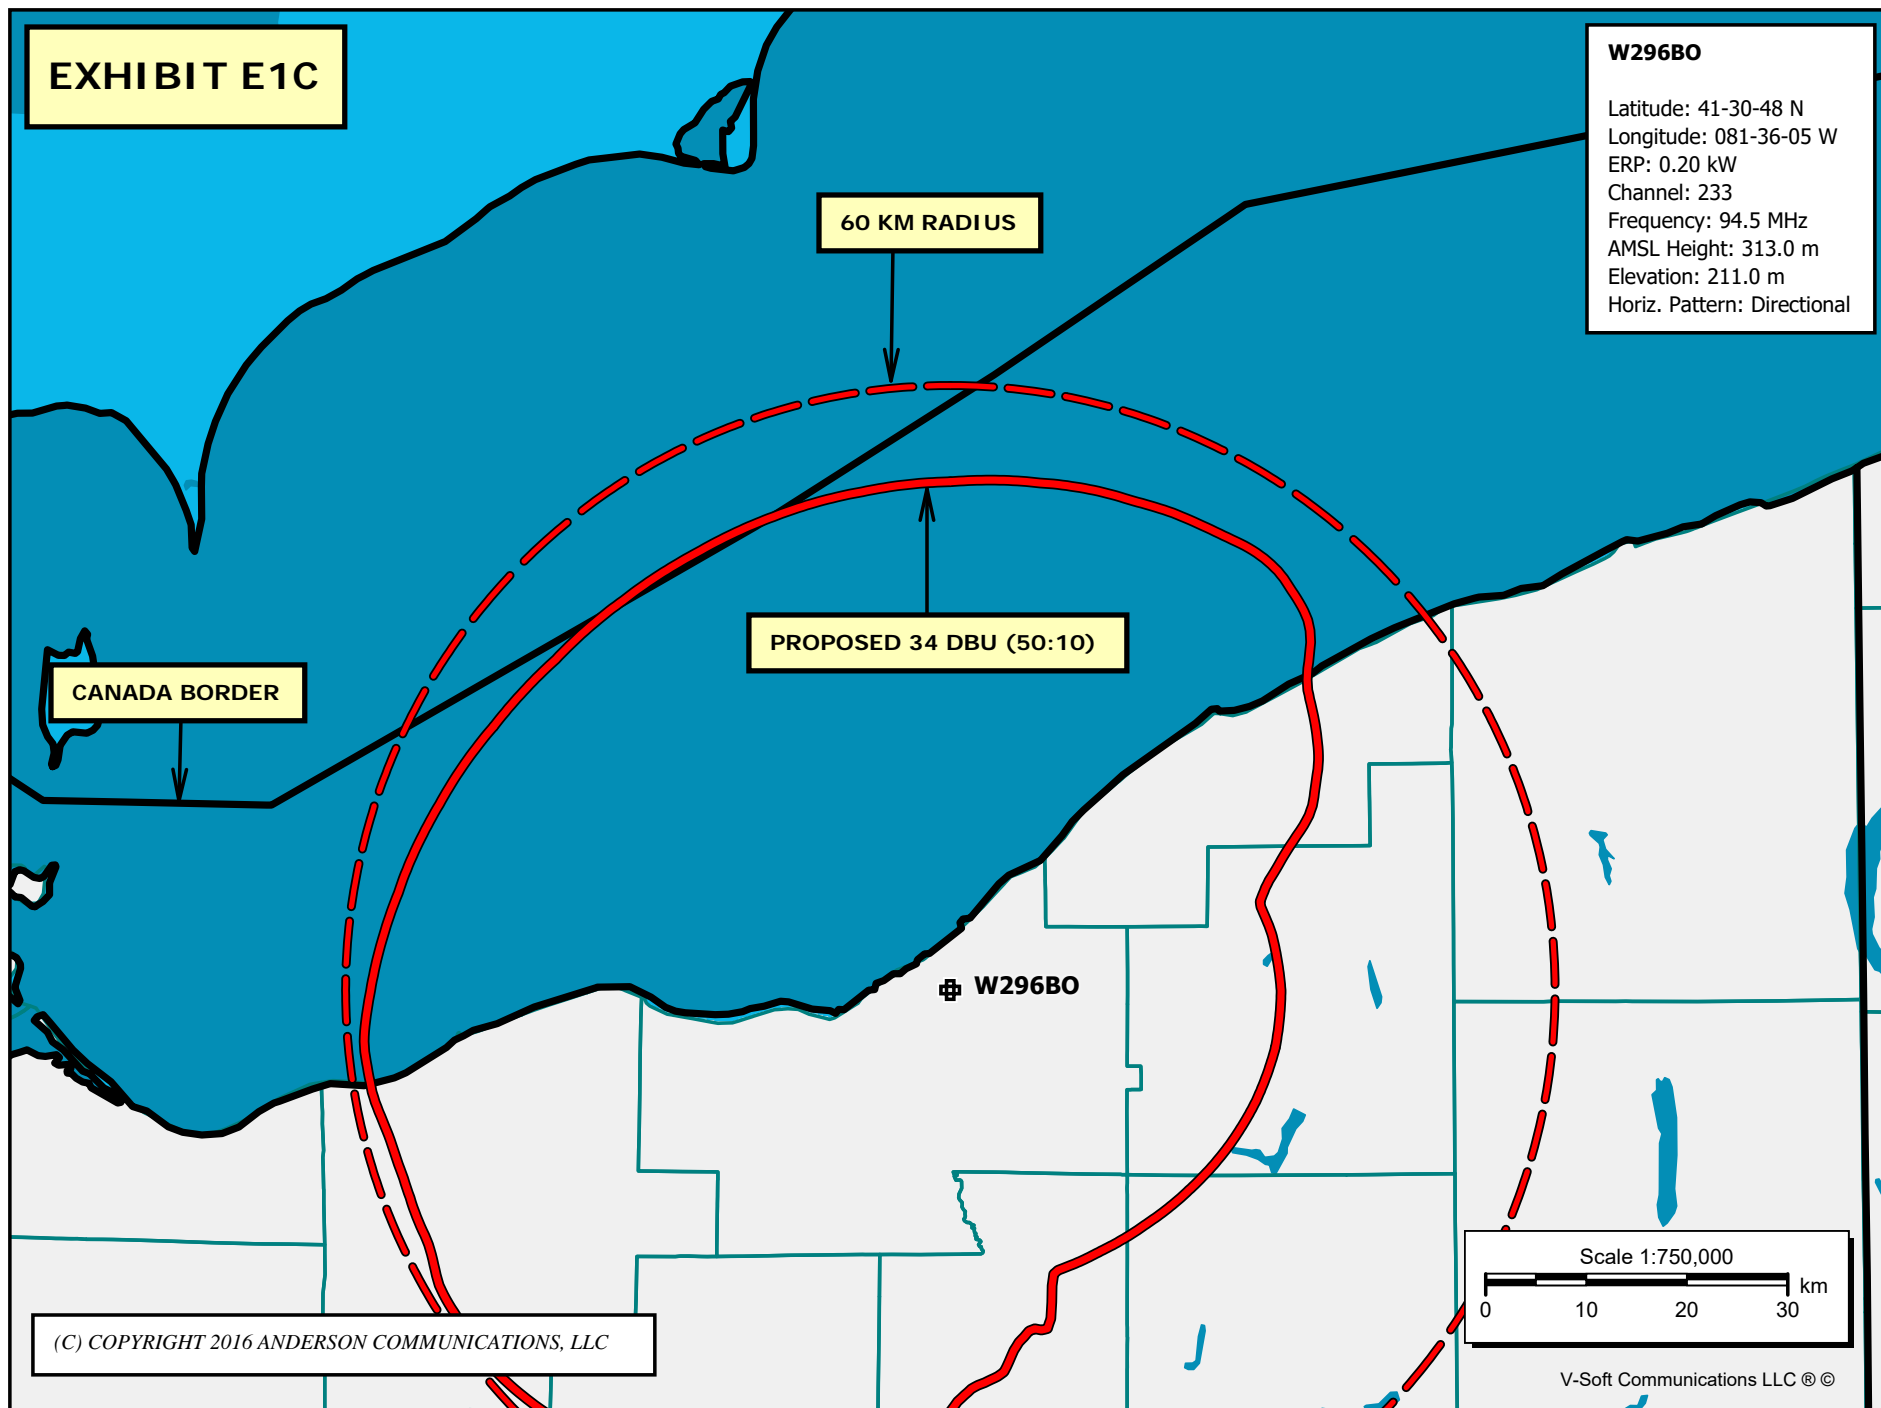 EXHIBIT E1C
W296BO
Latitude: 41-30-48 N
Longitude: 081-36-05 W
ERP: 0.20 kW
Channel: 233
Frequency: 94.5 MHz
AMSL Height: 313.0 m
Elevation: 211.0 m
Horiz. Pattern: Directional
60 KM RADIUS
PROPOSED 34 DBU (50:10)
CANADA BORDER
W296BO
Scale 1:750,000
km
0 10 20 30
(C) COPYRIGHT 2016 ANDERSON COMMUNICATIONS, LLC
V-Soft Communications LLC ® ©